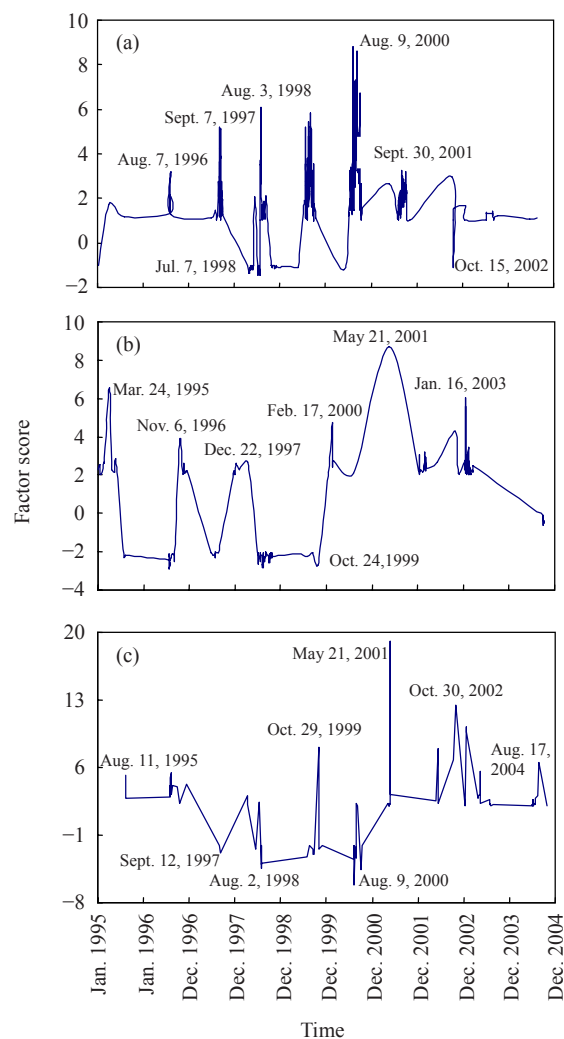 10
8
6
4
2
0
−2
(a)
Aug. 9, 2000
Aug. 3, 1998
Sept. 7, 1997
Aug. 7, 1996
Sept. 30, 2001
Jul. 7, 1998
Oct. 15, 2002
Factor score
10
8
6
4
2
0
−2
−4
(b)
May 21, 2001
Mar. 24, 1995
Jan. 16, 2003
Feb. 17, 2000
Nov. 6, 1996
Dec. 22, 1997
Oct. 24,1999
20
13
6
−1
−8
(c)
May 21, 2001
Oct. 30, 2002
Oct. 29, 1999
Aug. 11, 1995
Aug. 17,
2004
Sept. 12, 1997
Aug. 2, 1998
Aug. 9, 2000
Jan. 1995
Jan. 1996
Dec. 1996
Dec. 1997
Dec. 1998
Dec. 1999
Dec. 2000
Dec. 2001
Dec. 2002
Dec. 2003
Dec. 2004
Time